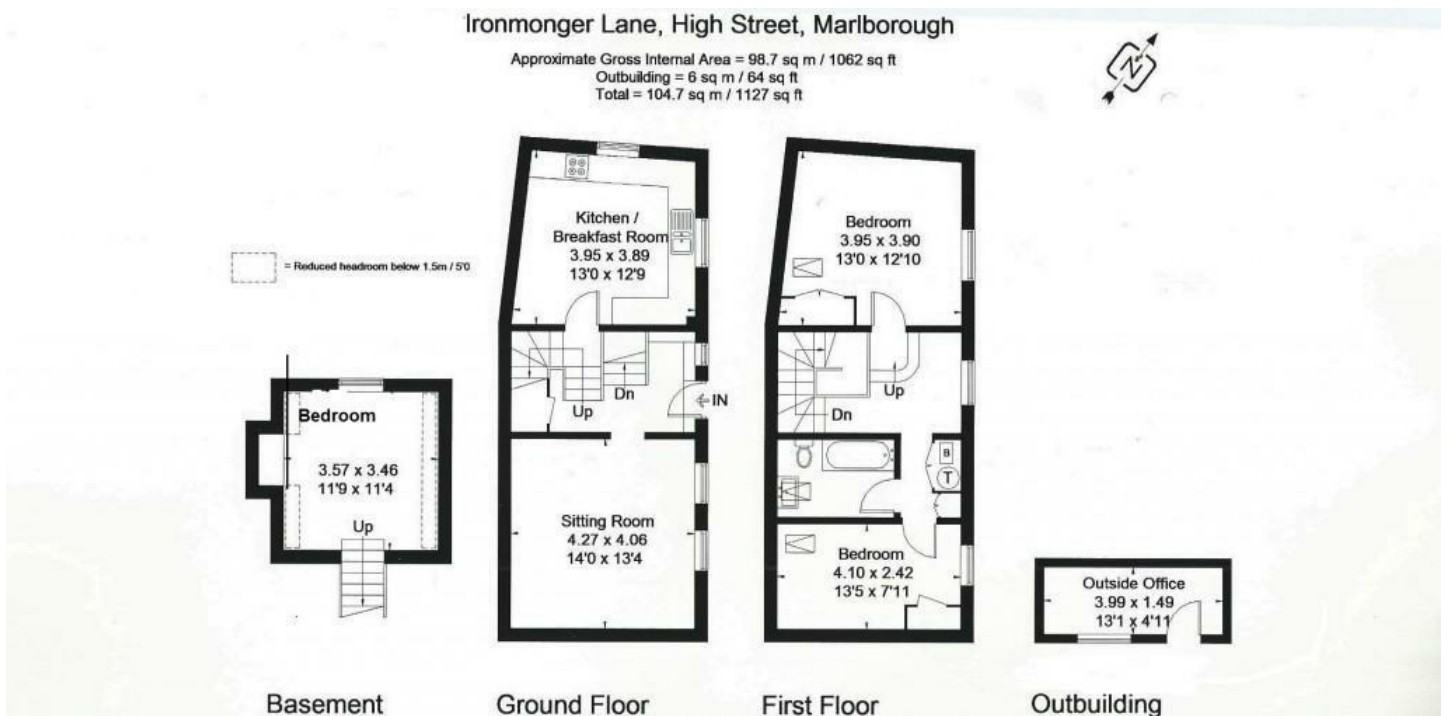 Ironmonger Lane, High Street, Marlborough
Approximate Gross Internal Area = 98.7 sq m / 1062 sq ft
Outbuilding = 6 sq m / 64 sq ft
Total = 104.7 sq m / 1127 sq ft
N
= Reduced headroom below 1.5m / 5'0
Bedroom
3.57 x 3.46
11'9 x 11'4
Up
Basement
Kitchen /
Breakfast Room
3.95 x 3.89
13'0 x 12'9
Up
Dn
IN
Sitting Room
4.27 x 4.06
14'0 x 13'4
Ground Floor
Bedroom
3.95 x 3.90
13'0 x 12'10
Up
Dn
B
T
Bedroom
4.10 x 2.42
13'5 x 7'11
First Floor
Outside Office
3.99 x 1.49
13'1 x 4'11
Outbuilding